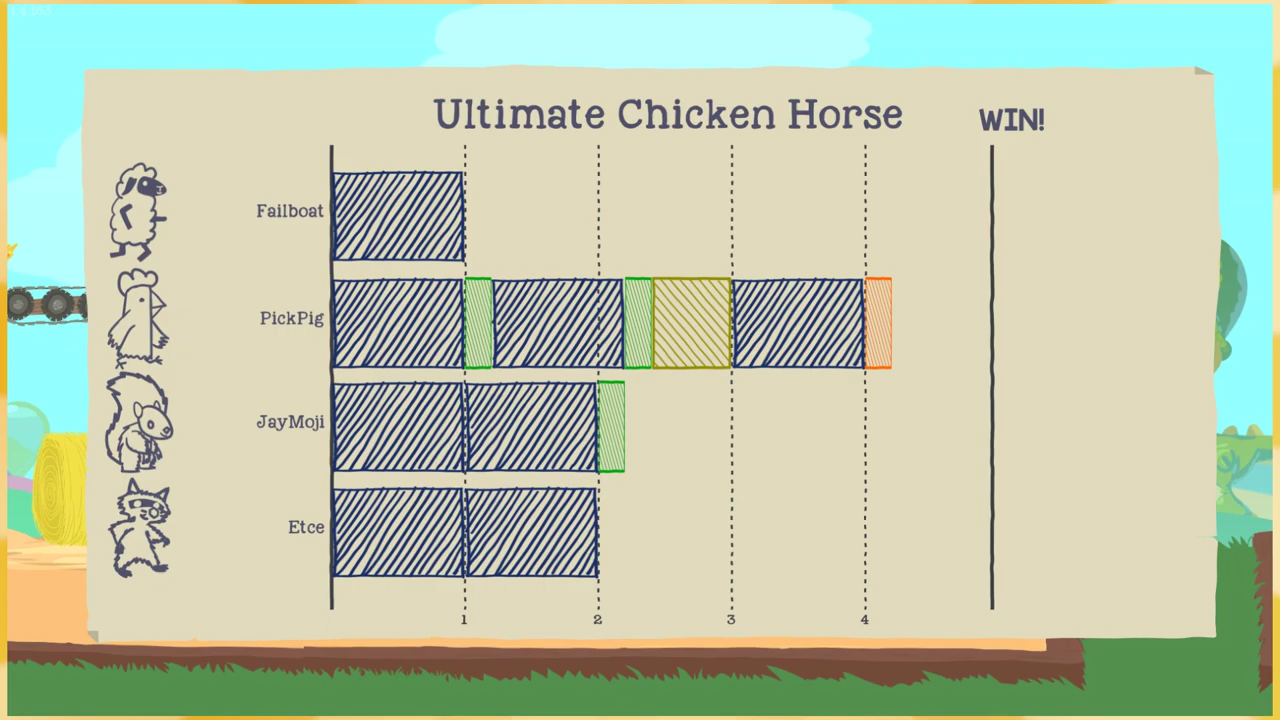 Ultimate Chicken Horse
WIN!
Failboat
PickPig
JayMoji
Etce
1 2 3 4